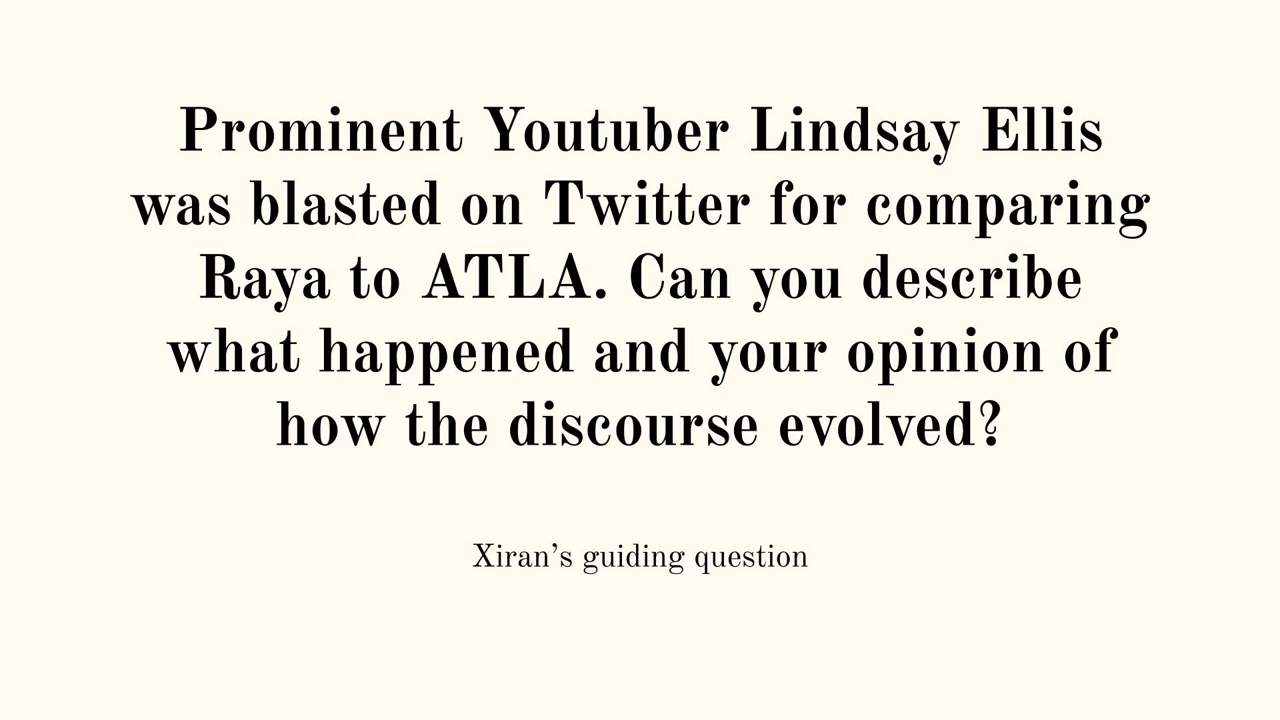 Prominent Youtuber Lindsay Ellis
was blasted on Twitter for comparing
Raya to ATLA. Can you describe
what happened and your opinion of
how the discourse evolved?
Xiran’s guiding question